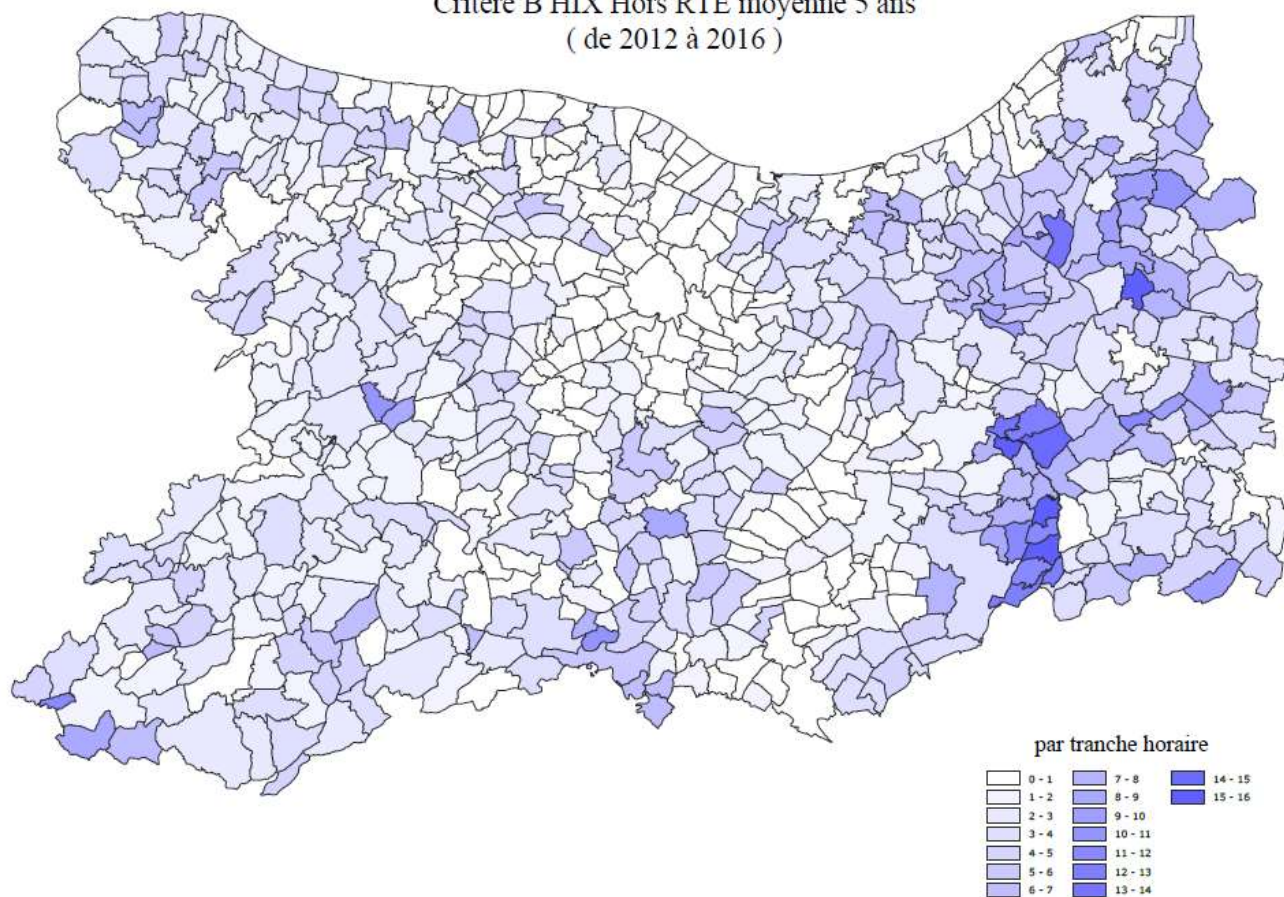 Critère B HIX Hors RTE moyenne 5 ans
( de 2012 à 2016 )
par tranche horaire
0 - 1
1 - 2
2 - 3
3 - 4
4 - 5
5 - 6
6 - 7
7 - 8
8 - 9
9 - 10
10 - 11
11 - 12
12 - 13
13 - 14
14 - 15
15 - 16